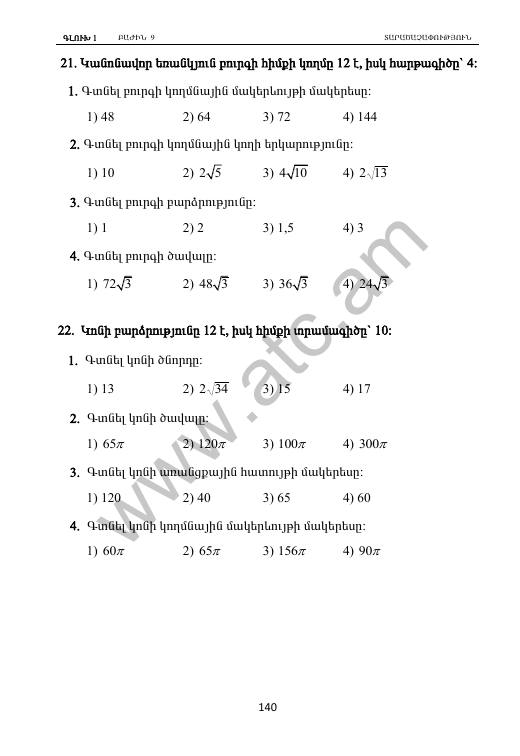 ԳԼՈՒԽ 1 ԲԱԺԻՆ 9 ՏԱՐԱԾԱՉԱՓՈՒԹՅՈՒՆ
21. Կանոնավոր եռանկյուն բուրգի հիմքի կողմը 12 է, իսկ հարթագիծը՝ 4:
1. Գտնել բուրգի կողմնային մակերևույթի մակերեսը:
1) 48 2) 64 3) 72 4) 144
2. Գտնել բուրգի կողմնային կողի երկարությունը:
1) 10 2) 2√5 3) 4√10 4) 2√13
3. Գտնել բուրգի բարձրությունը:
1) 1 2) 2 3) 1,5 4) 3
4. Գտնել բուրգի ծավալը:
1) 72√3 2) 48√3 3) 36√3 4) 24√3
22. Կոնի բարձրությունը 12 է, իսկ հիմքի տրամագիծը՝ 10:
1. Գտնել կոնի ծնորդը:
1) 13 2) 2√34 3) 15 4) 17
2. Գտնել կոնի ծավալը:
1) 65π 2) 120π 3) 100π 4) 300π
3. Գտնել կոնի առանցքային հատույթի մակերեսը:
1) 120 2) 40 3) 65 4) 60
4. Գտնել կոնի կողմնային մակերևույթի մակերեսը:
1) 60π 2) 65π 3) 156π 4) 90π
www.atc.am
140